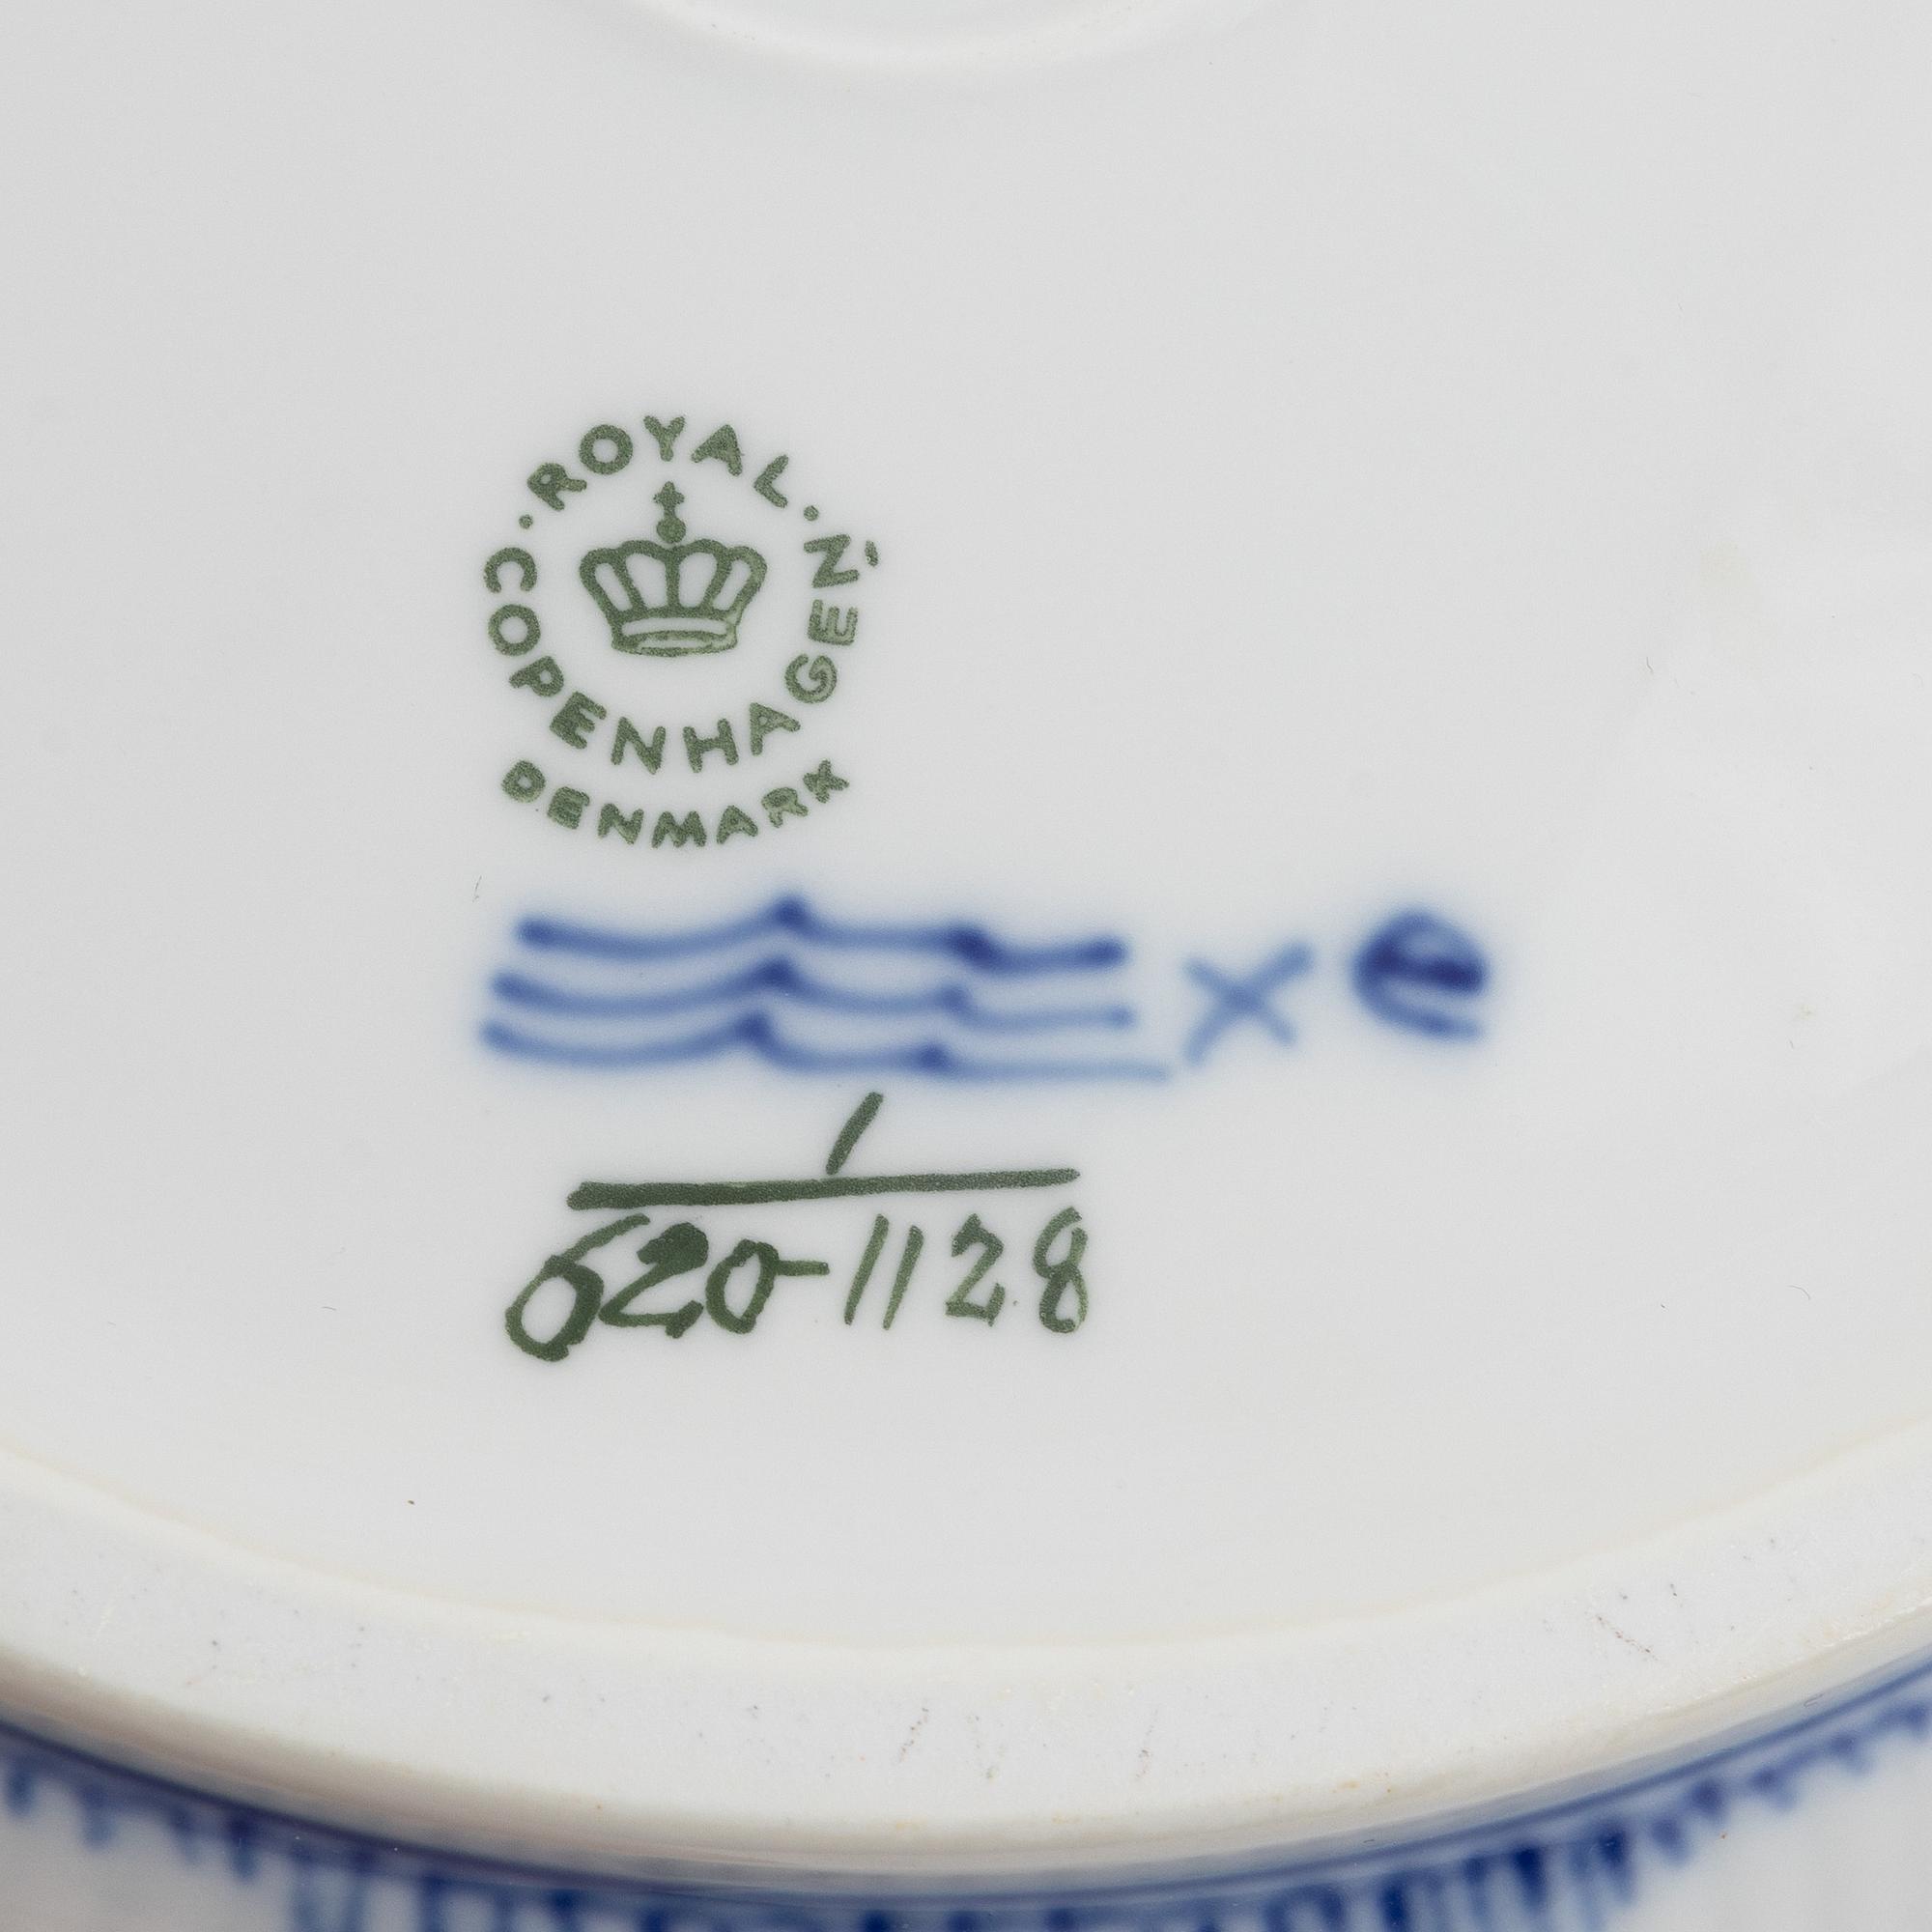 · ROYAL ·
COPENHAGEN
DENMARK
x e
1
620-1128